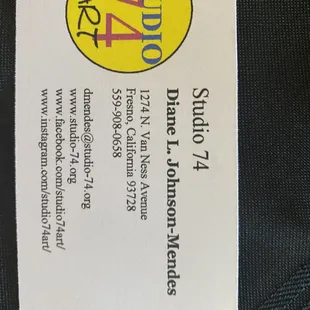 STUDIO
74
ART
Studio 74
Diane L. Johnson-Mendes
1274 N. Van Ness Avenue
Fresno, California 93728
559-908-0658
dmendes@studio-74.org
www.studio-74.org
www.facebook.com/studio74art/
www.instagram.com/studio74art/